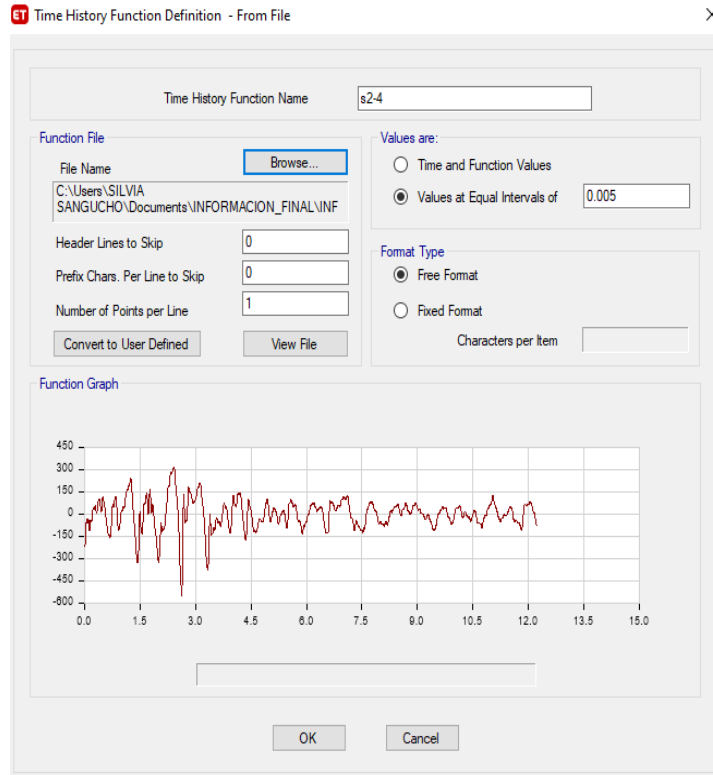 ET Time History Function Definition - From File
Time History Function Name s2-4
Function File
File Name Browse...
C:\Users\SILVIA
SANGUCHO\Documents\INFORMACION_FINAL\INF
Header Lines to Skip 0
Prefix Chars. Per Line to Skip 0
Number of Points per Line 1
Convert to User Defined View File
Values are:
Time and Function Values
Values at Equal Intervals of 0.005
Format Type
Free Format
Fixed Format
Characters per Item
Function Graph
450
300
150
0
-150
-300
-450
-600
0.0 1.5 3.0 4.5 6.0 7.5 9.0 10.5 12.0 13.5 15.0
OK Cancel